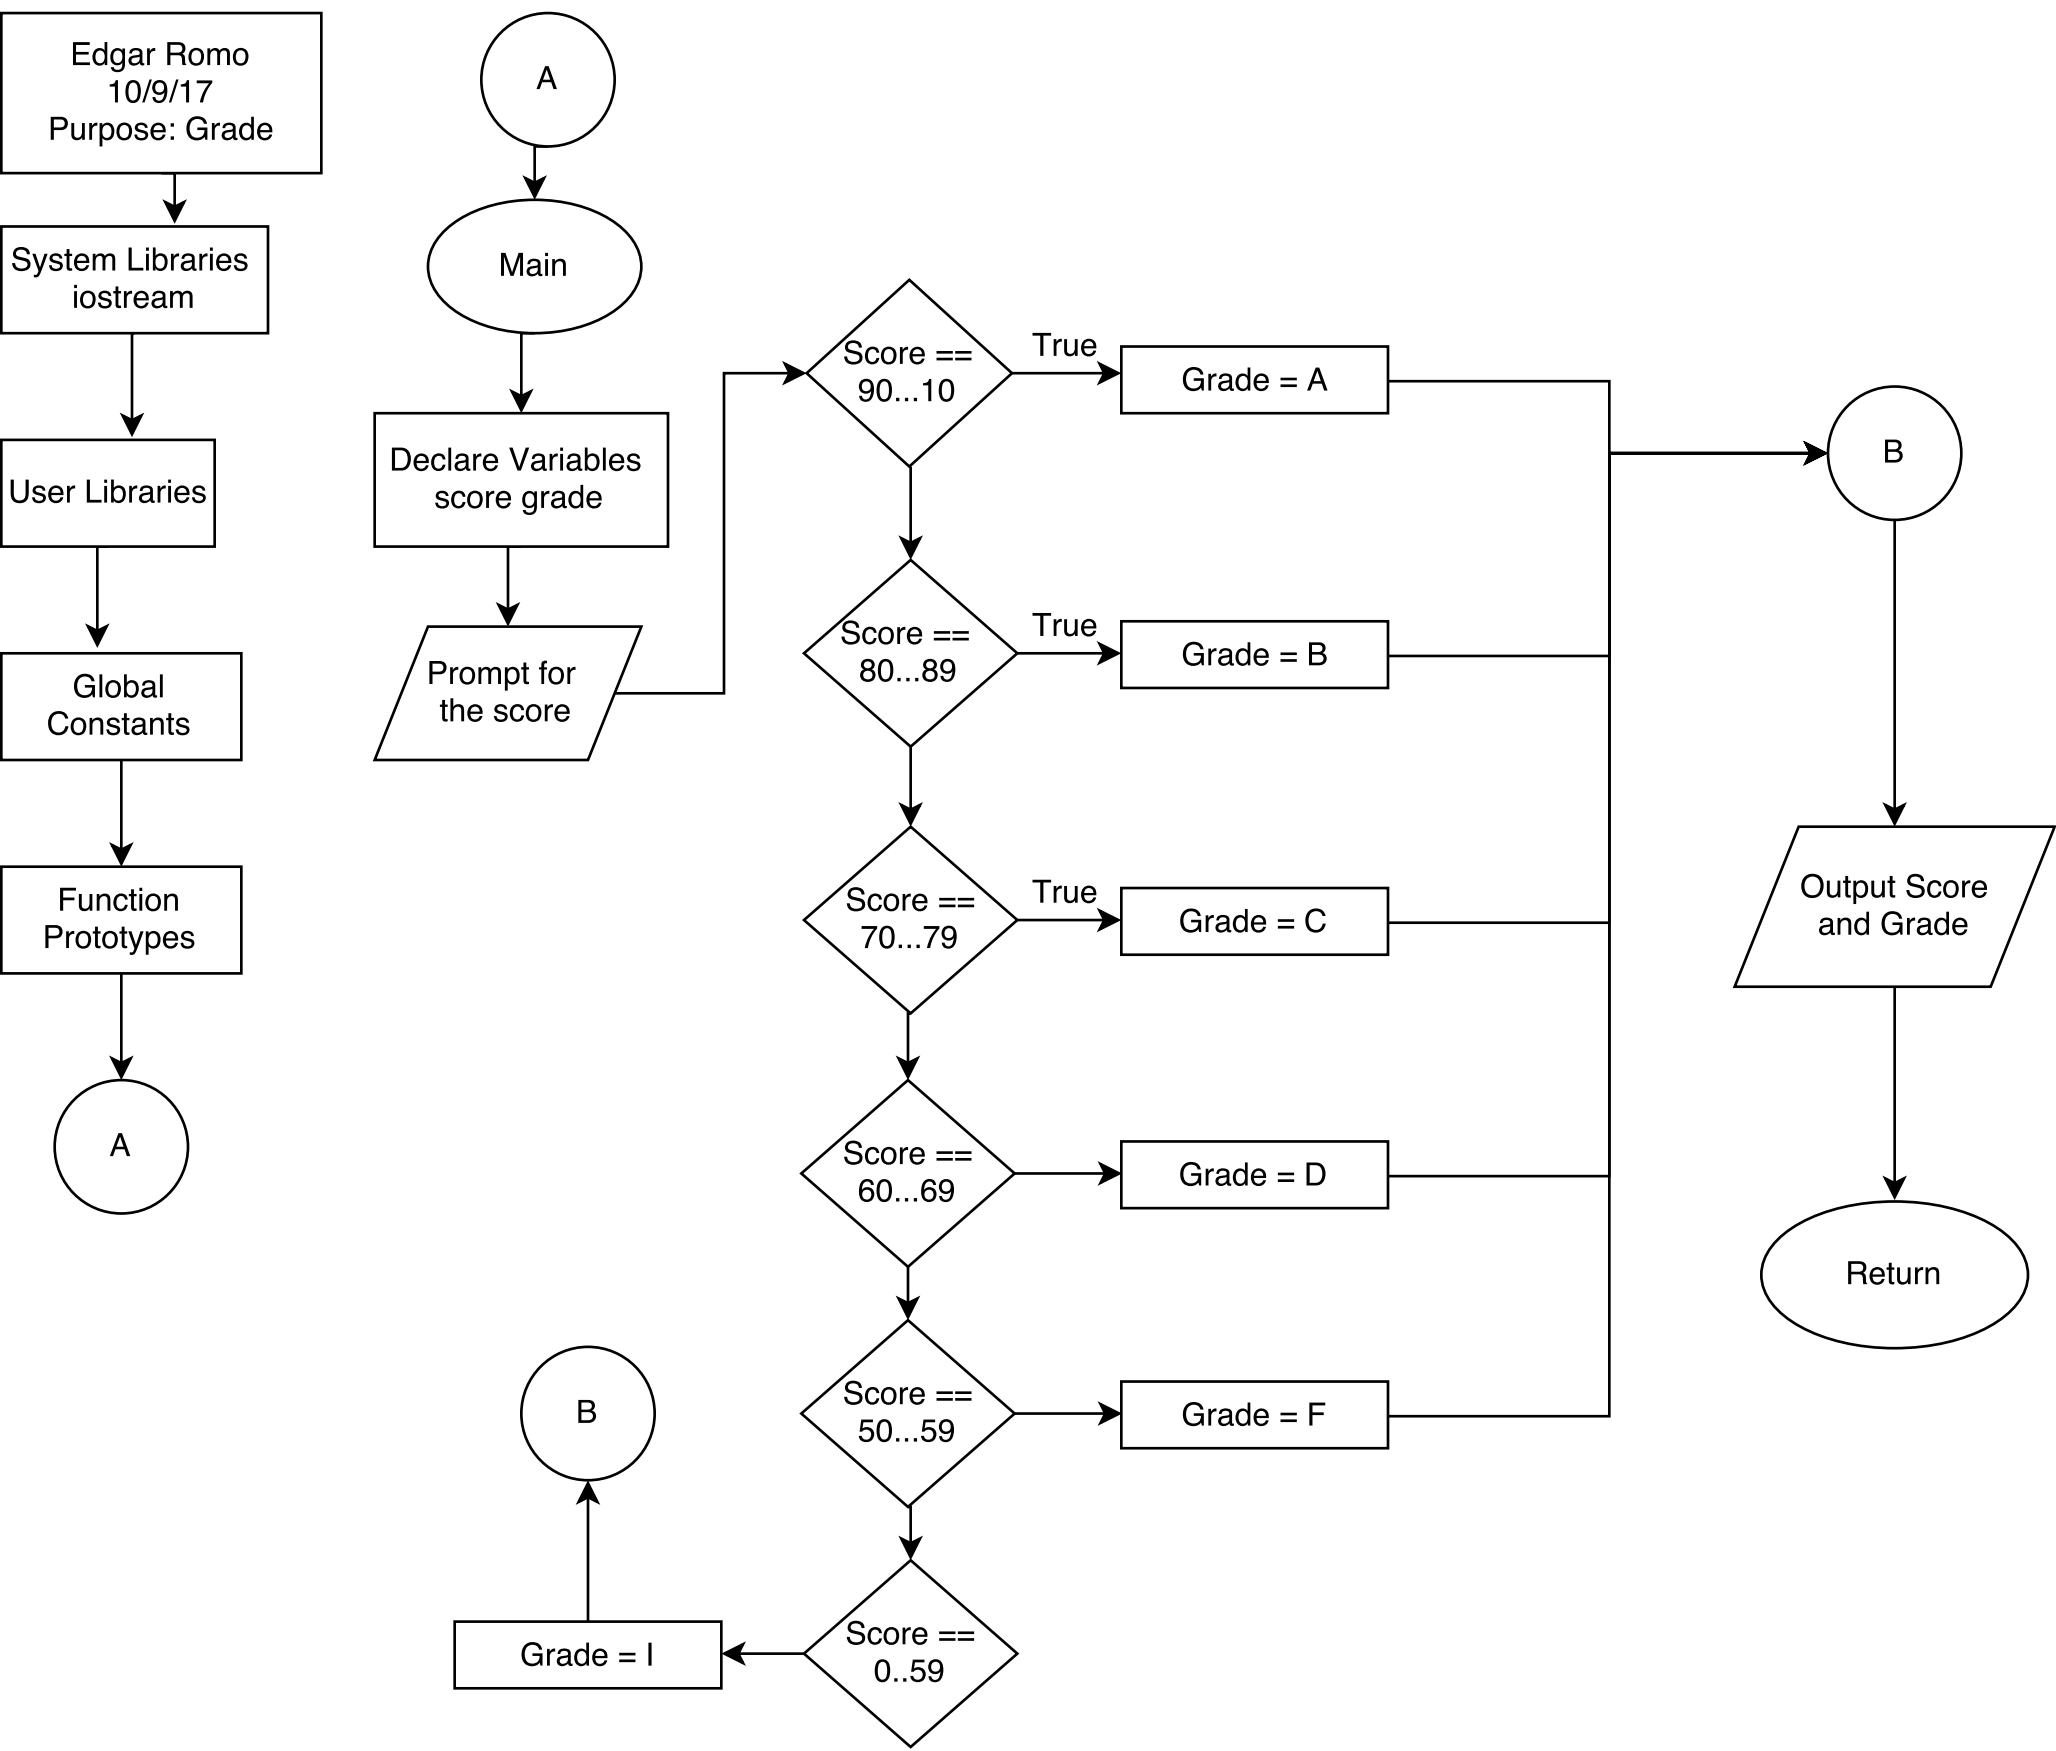 Edgar Romo
10/9/17
Purpose: Grade
System Libraries
iostream
User Libraries
Global
Constants
Function
Prototypes
A
A
Main
Declare Variables
score grade
Prompt for
the score
Score ==
90...10
True
Grade = A
Score ==
80...89
True
Grade = B
Score ==
70...79
True
Grade = C
Score ==
60...69
Grade = D
Score ==
50...59
Grade = F
Score ==
0..59
Grade = I
B
B
Output Score
and Grade
Return